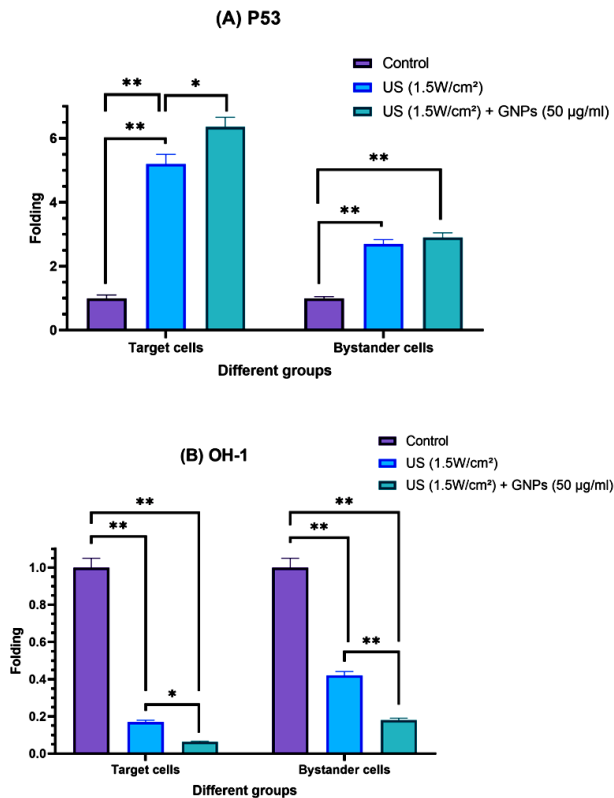 (A) P53
Control
US (1.5W/cm²)
US (1.5W/cm²) + GNPs (50 µg/ml)
**
*
**
**
**
6
4
2
0
Folding
Target cells
Bystander cells
Different groups
(B) OH-1
Control
US (1.5W/cm²)
US (1.5W/cm²) + GNPs (50 µg/ml)
**
**
**
**
**
*
1.0
0.8
0.6
0.4
0.2
0.0
Folding
Target cells
Bystander cells
Different groups